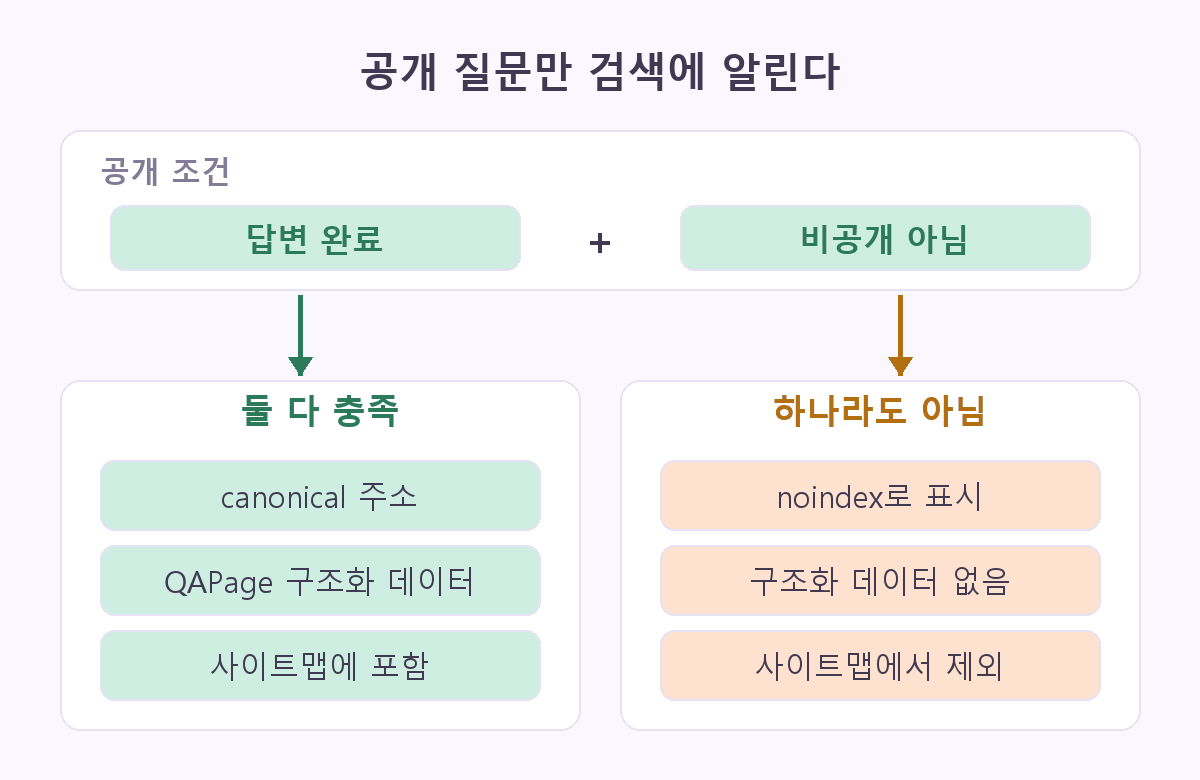 공개 질문만 검색에 알린다
공개 조건
답변 완료 + 비공개 아님
둘 다 충족
canonical 주소
QAPage 구조화 데이터
사이트맵에 포함
하나라도 아님
noindex로 표시
구조화 데이터 없음
사이트맵에서 제외